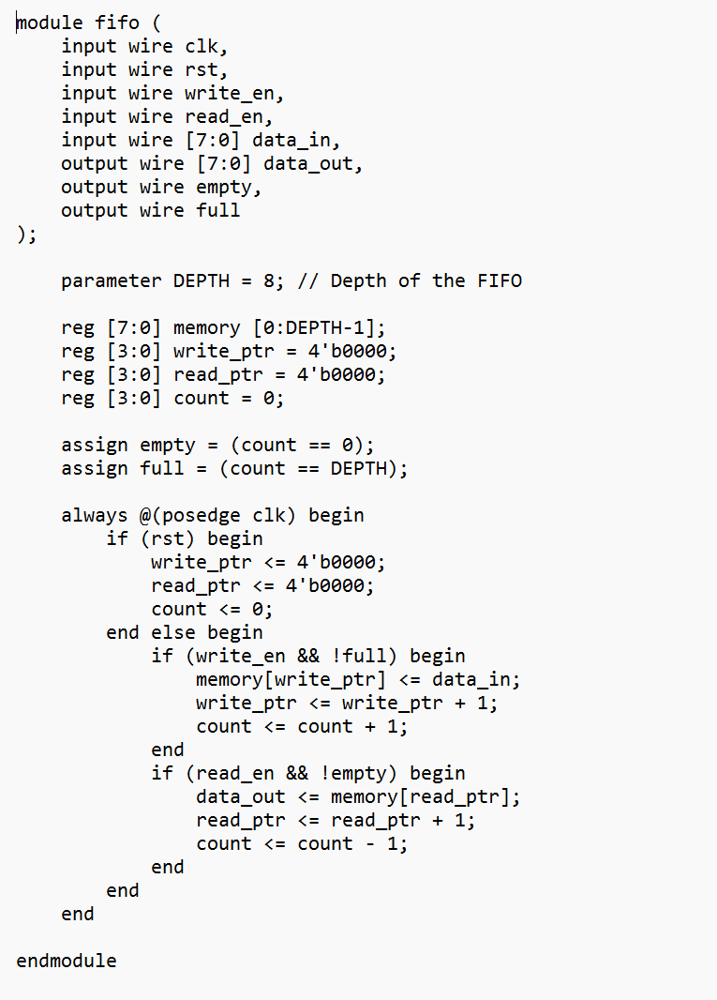 module fifo (
    input wire clk,
    input wire rst,
    input wire write_en,
    input wire read_en,
    input wire [7:0] data_in,
    output wire [7:0] data_out,
    output wire empty,
    output wire full
);

    parameter DEPTH = 8; // Depth of the FIFO

    reg [7:0] memory [0:DEPTH-1];
    reg [3:0] write_ptr = 4'b0000;
    reg [3:0] read_ptr = 4'b0000;
    reg [3:0] count = 0;

    assign empty = (count == 0);
    assign full = (count == DEPTH);

    always @(posedge clk) begin
        if (rst) begin
            write_ptr <= 4'b0000;
            read_ptr <= 4'b0000;
            count <= 0;
        end else begin
            if (write_en && !full) begin
                memory[write_ptr] <= data_in;
                write_ptr <= write_ptr + 1;
                count <= count + 1;
            end
            if (read_en && !empty) begin
                data_out <= memory[read_ptr];
                read_ptr <= read_ptr + 1;
                count <= count - 1;
            end
        end
    end

endmodule